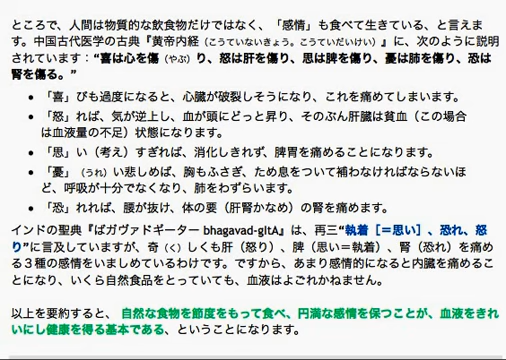 ところで、人間は物質的な飲食物だけではなく、「感情」も食べて生きている、と言えま
す。中国古代医学の古典『黄帝内経（こうていないきょう。こうていだいけい）』に、次のように説明
されています：“喜は心を傷（やぶ）り、怒は肝を傷り、思は脾を傷り、憂は肺を傷り、恐は
腎を傷る。”
• 「喜」びも過度になると、心臓が破裂しそうになり、これを痛めてしまいます。
• 「怒」れば、気が逆上し、血が頭にどっと昇り、そのぶん肝臓は貧血（この場合
は血液量の不足）状態になります。
• 「思」い（考え）すぎれば、消化しきれず、脾胃を痛めることになります。
• 「憂」（うれ）い悲しめば、胸もふさぎ、ため息をついて補わなければならないほ
ど、呼吸が十分でなくなり、肺をわずらいます。
• 「恐」れれば、腰が抜け、体の要（肝腎かなめ）の腎を痛めます。
インドの聖典『ばガヴァドギーター bhagavad-gItA』は、再三“執着［＝思い］、恐れ、怒
り”に言及していますが、奇（く）しくも肝（怒り）、脾（思い＝執着）、腎（恐れ）を痛め
る３種の感情をいましめているわけです。ですから、あまり感情的になると内臓を痛めるこ
とになり、いくら自然食品をとっていても、血液はよごれかねません。
以上を要約すると、自然な食物を節度をもって食べ、円満な感情を保つことが、血液をきれ
いにし健康を得る基本である、ということになります。